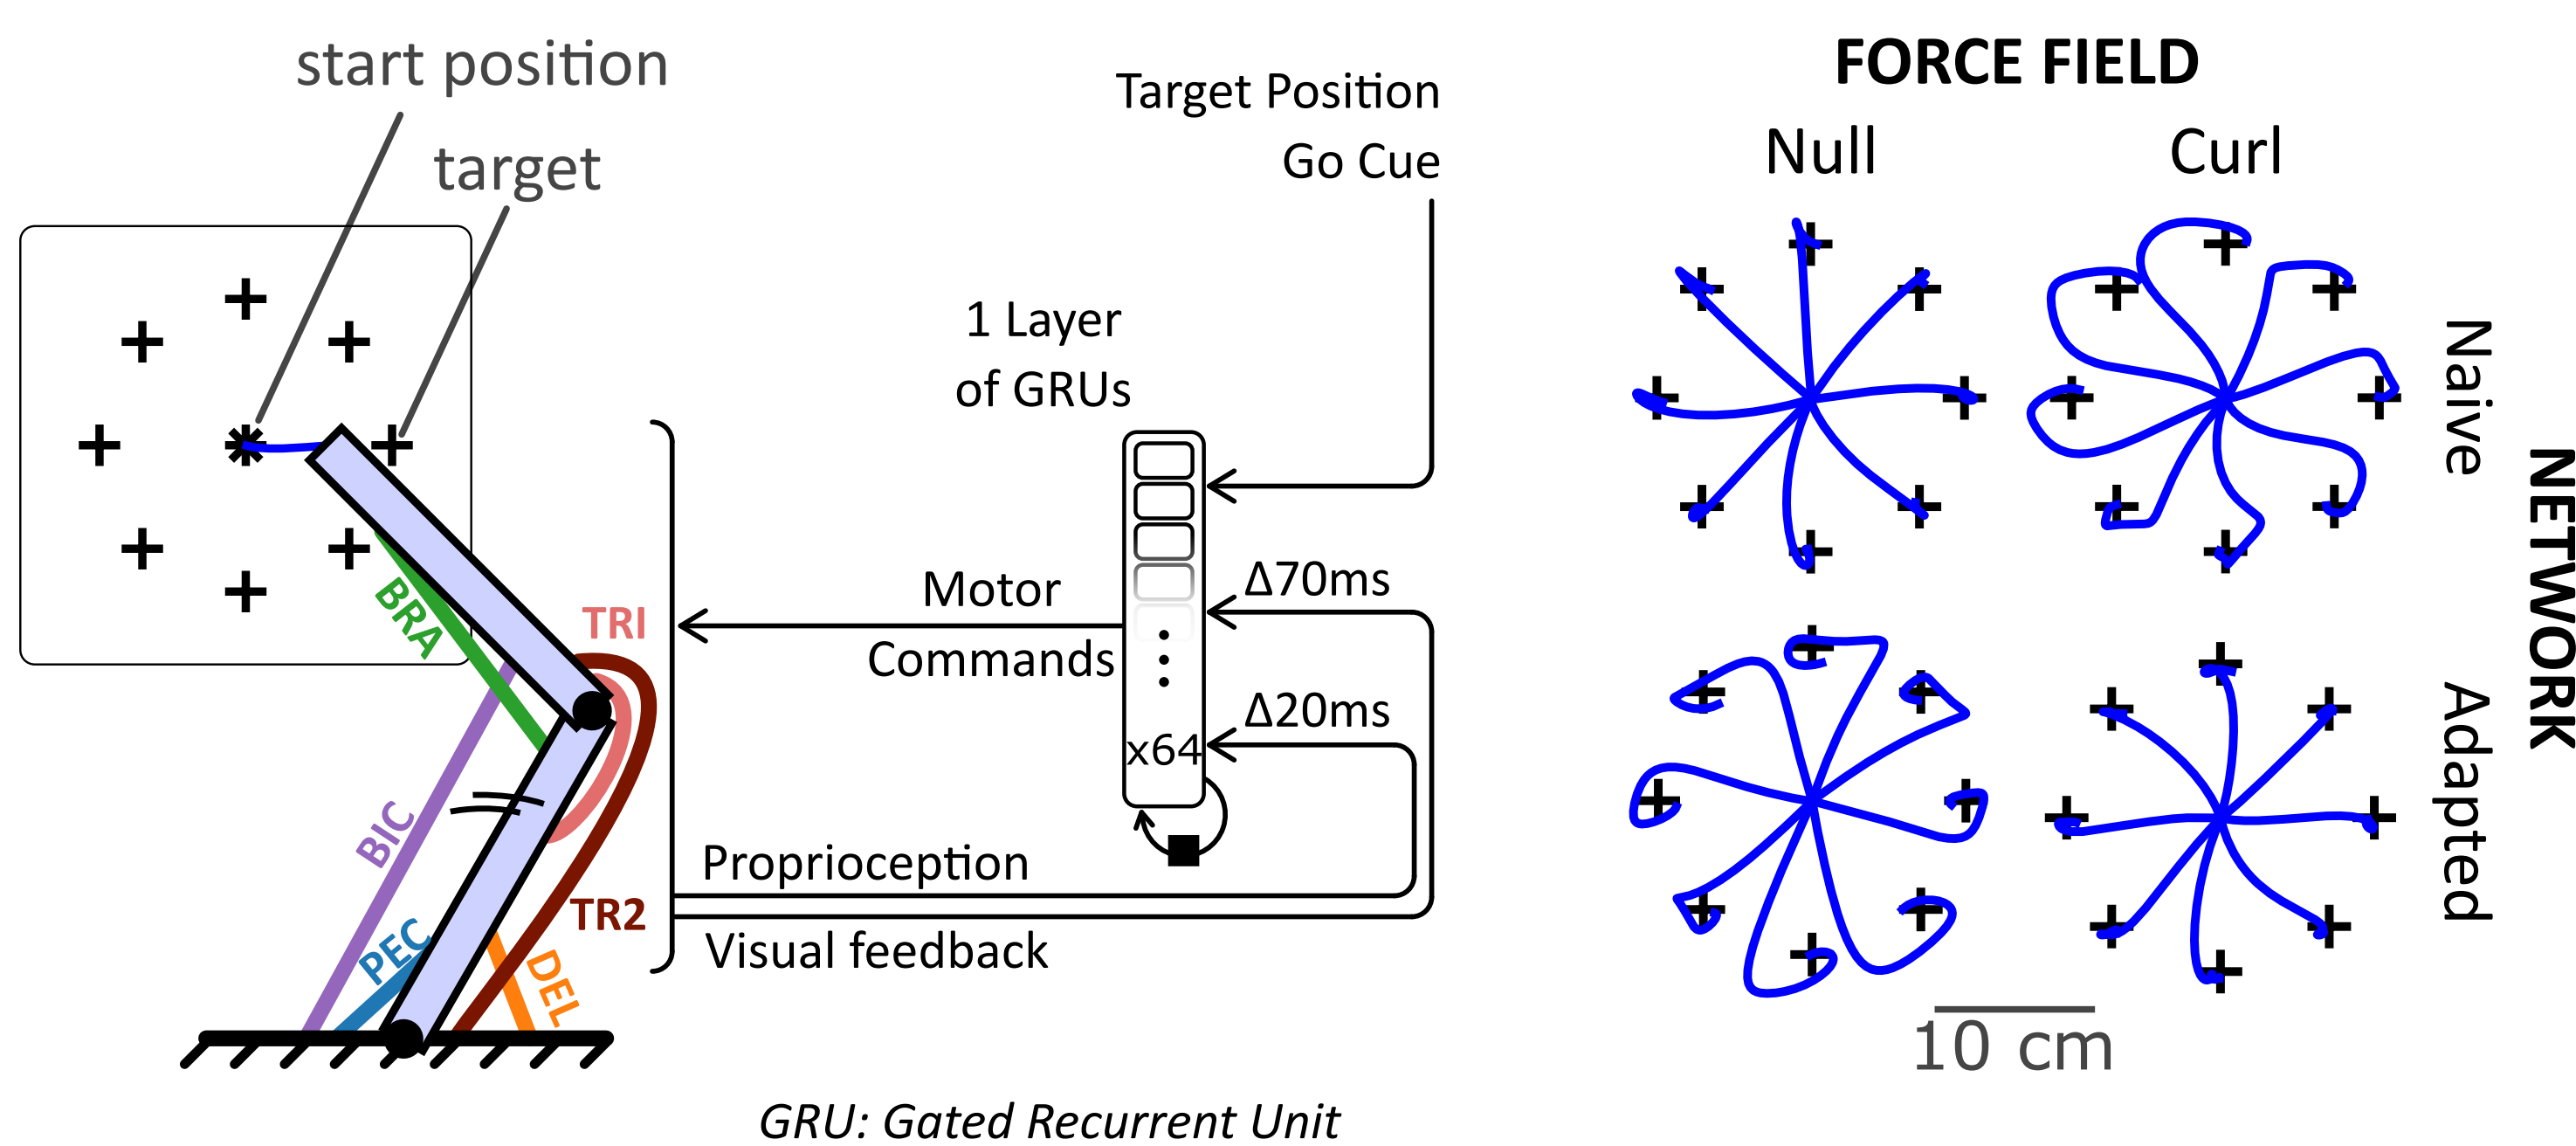 start position
target
BRA
TRI
BIC
TR2
PEC
DEL
Target Position
Go Cue
1 Layer
of GRUs
Motor
Commands
Δ70ms
Δ20ms
x64
Proprioception
Visual feedback
GRU: Gated Recurrent Unit
FORCE FIELD
Null
Curl
Naive
Adapted
NETWORK
10 cm